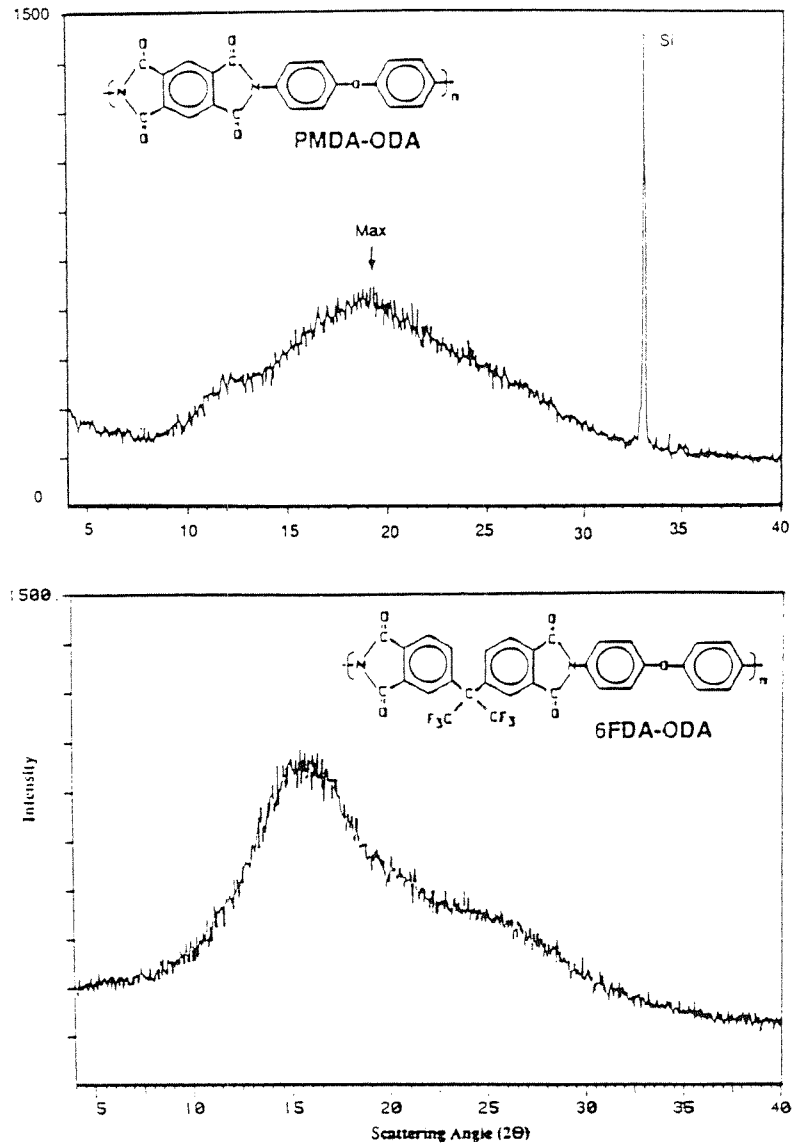 1500
Si
O O
C C
N N O n
C C
O O
PMDA-ODA
Max
0
5 10 15 20 25 30 35 40
1500
O O
C C
N N O n
C C C
O O
F₃C CF₃
6FDA-ODA
Intensity
5 10 15 20 25 30 35 40
Scattering Angle (2θ)